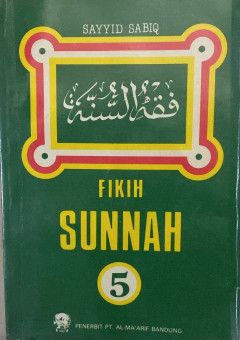 SAYYID SABIQ
فقه السنة
FIKIH
SUNNAH
5
PENERBIT PT. AL-MA'ARIF BANDUNG